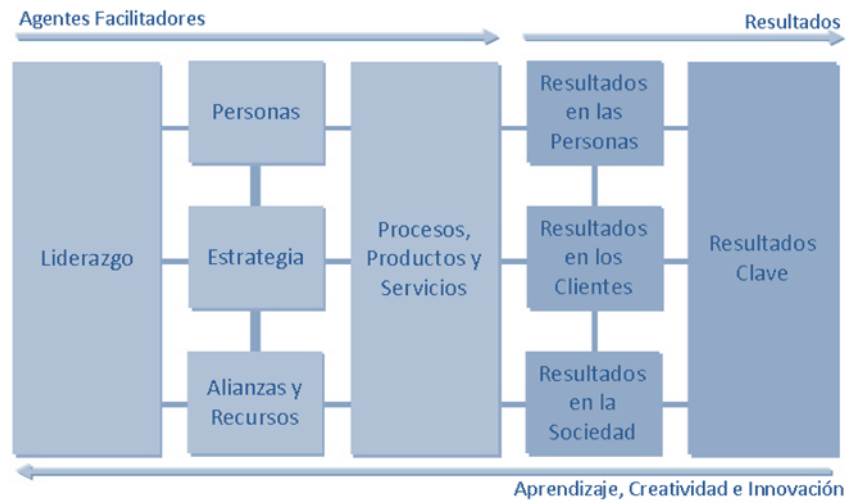 Agentes Facilitadores
Resultados
Liderazgo
Personas
Estrategia
Alianzas y
Recursos
Procesos,
Productos y
Servicios
Resultados
en las
Personas
Resultados
en los
Clientes
Resultados
en la
Sociedad
Resultados
Clave
Aprendizaje, Creatividad e Innovación